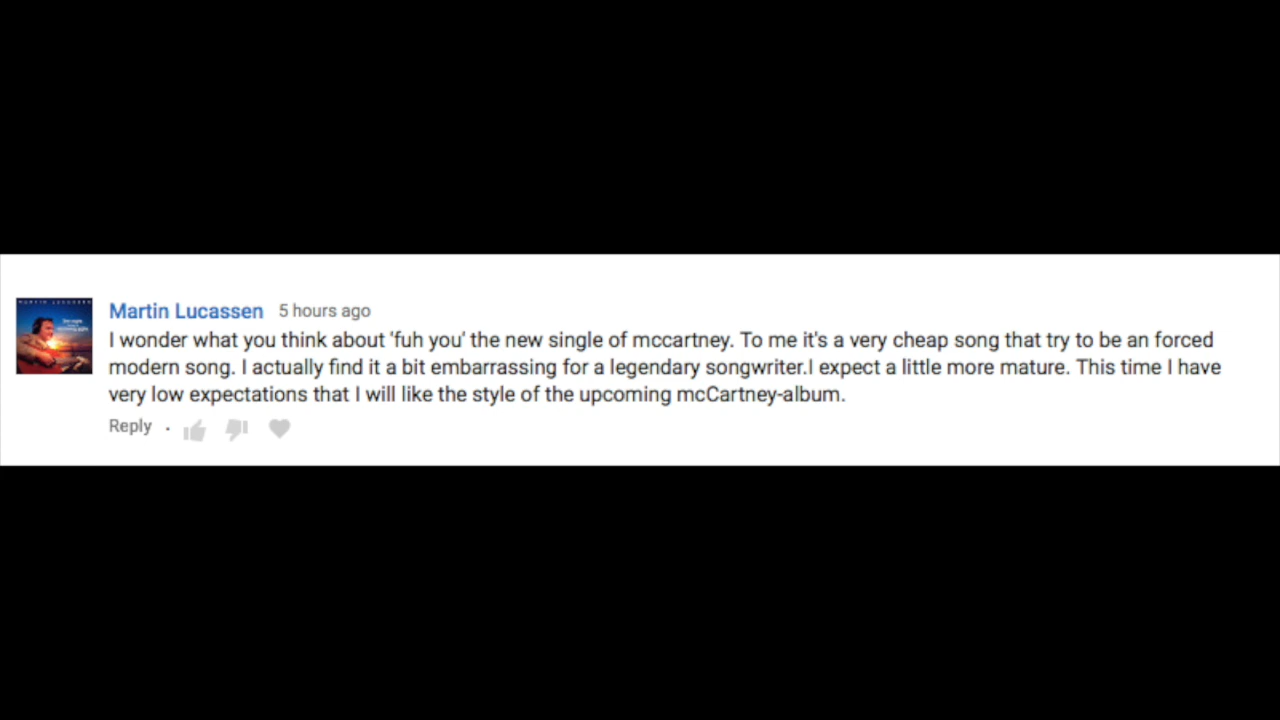 Martin Lucassen 5 hours ago
I wonder what you think about 'fuh you' the new single of mccartney. To me it's a very cheap song that try to be an forced
modern song. I actually find it a bit embarrassing for a legendary songwriter.I expect a little more mature. This time I have
very low expectations that I will like the style of the upcoming mcCartney-album.
Reply .